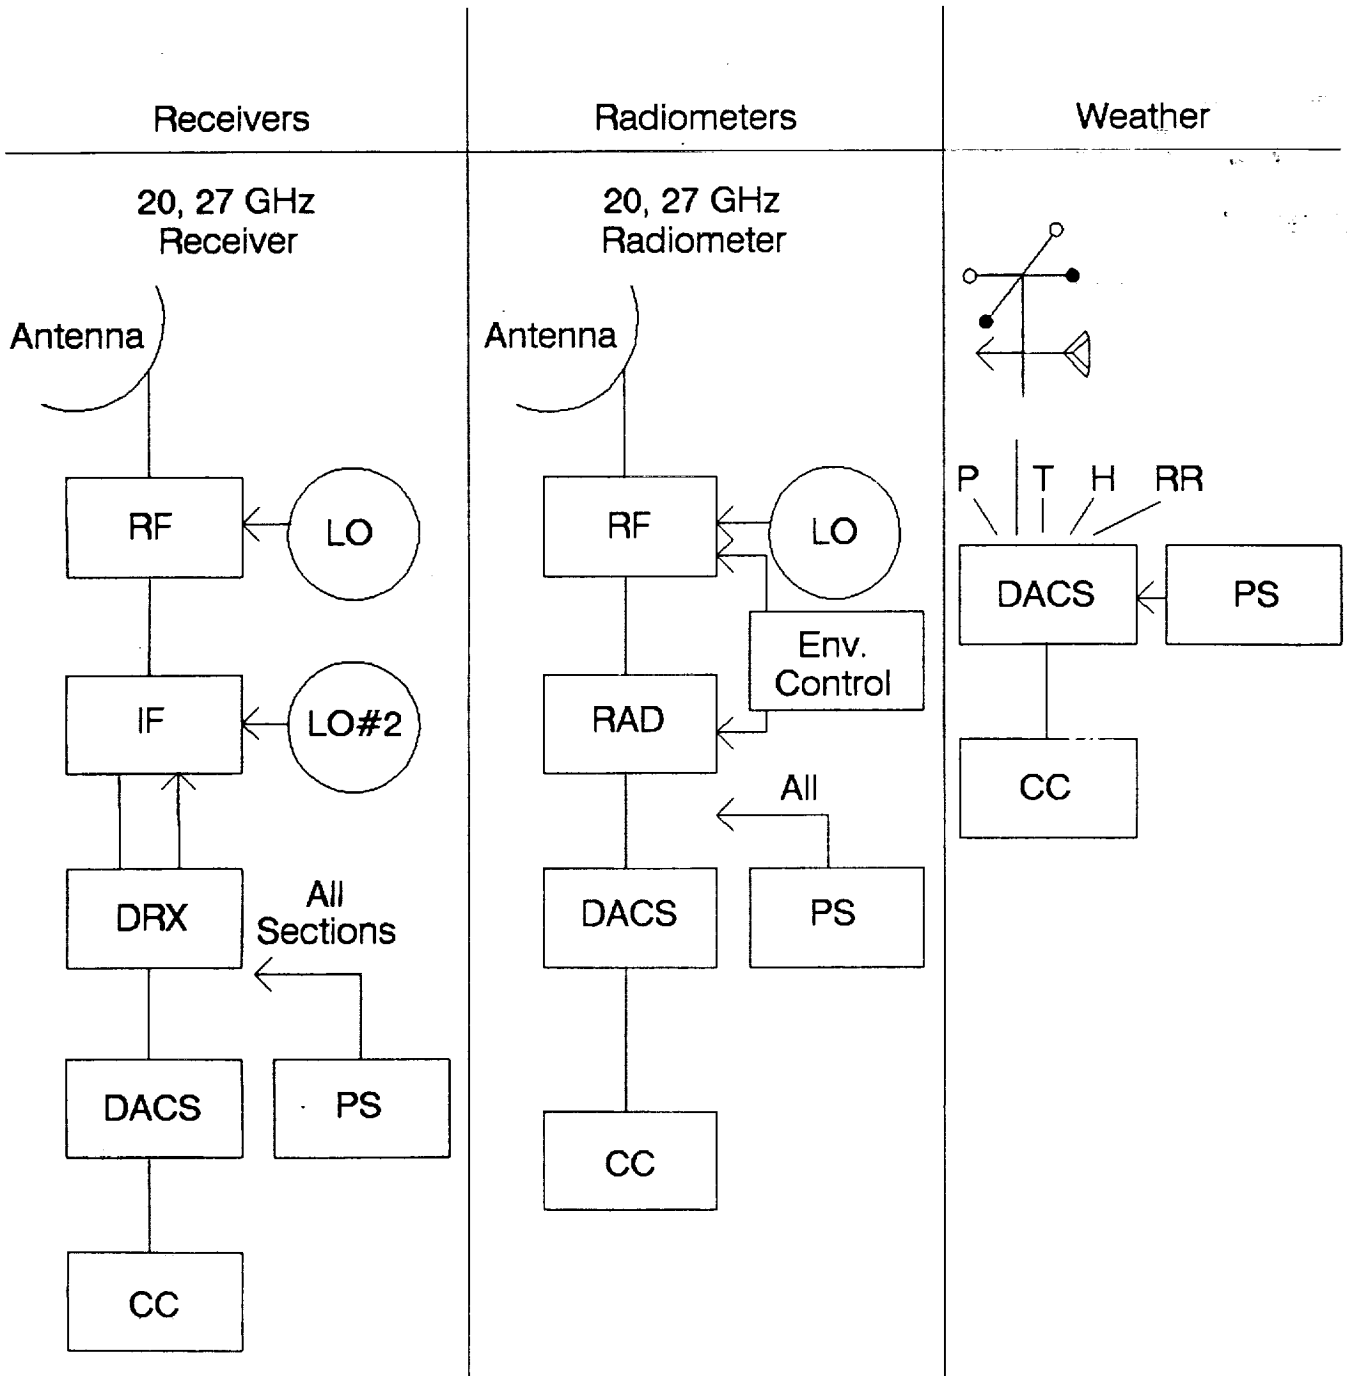 Receivers
Radiometers
Weather
20, 27 GHz
Receiver
Antenna
RF
LO
IF
LO#2
DRX
All
Sections
DACS
PS
CC
20, 27 GHz
Radiometer
Antenna
RF
LO
Env.
Control
RAD
All
DACS
PS
CC
P T H RR
DACS
PS
CC